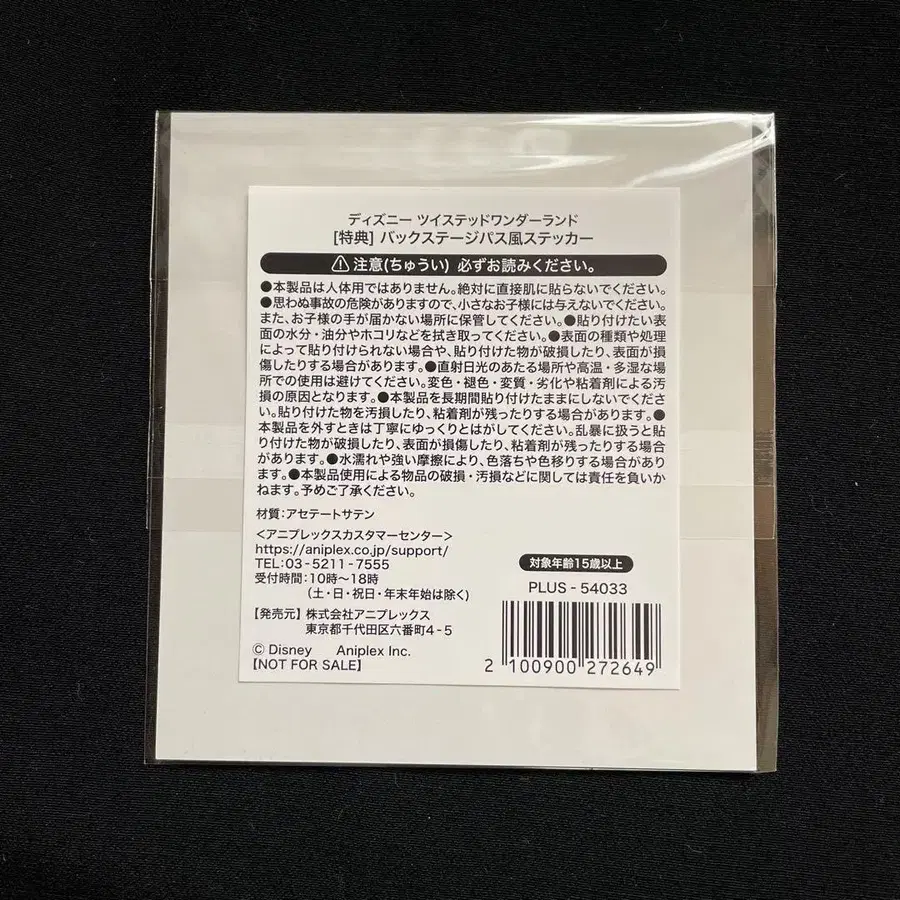 ディズニー ツイステッドワンダーランド
[特典] バックステージパス風ステッカー
⚠注意(ちゅうい) 必ずお読みください。
●本製品は人体用ではありません。絶対に直接肌に貼らないでください。
●思わぬ事故の危険がありますので、小さなお子様には与えないでください。
また、お子様の手が届かない場所に保管してください。●貼り付けたい表
面の水分・油分やホコリなどを拭き取ってください。●表面の種類や処理
によって貼り付けられない場合や、貼り付けた物が破損したり、表面が損
傷したりする場合があります。●直射日光のあたる場所や高温・多湿な場
所での使用は避けてください。変色・褪色・変質・劣化や粘着剤による汚
損の原因となります。●本製品を長期間貼り付けたままにしないでくださ
い。貼り付けた物を汚損したり、粘着剤が残ったりする場合があります。●
本製品を外すときは丁寧にゆっくりとはがしてください。乱暴に扱うと貼
り付けた物が破損したり、表面が損傷したり、粘着剤が残ったりする場合
があります。●水濡れや強い摩擦により、色落ちや色移りする場合があり
ます。●本製品使用による物品の破損・汚損などに関しては責任を負いか
ねます。予めご了承ください。
材質：アセテートサテン
＜アニプレックスカスタマーセンター＞
https://aniplex.co.jp/support/
TEL：03-5211-7555
受付時間：10時〜18時
(土・日・祝日・年末年始は除く)
対象年齢15歳以上
PLUS-54033
【発売元】株式会社アニプレックス
東京都千代田区六番町4-5
© Disney Aniplex Inc.
【NOT FOR SALE】
2 100900 272649